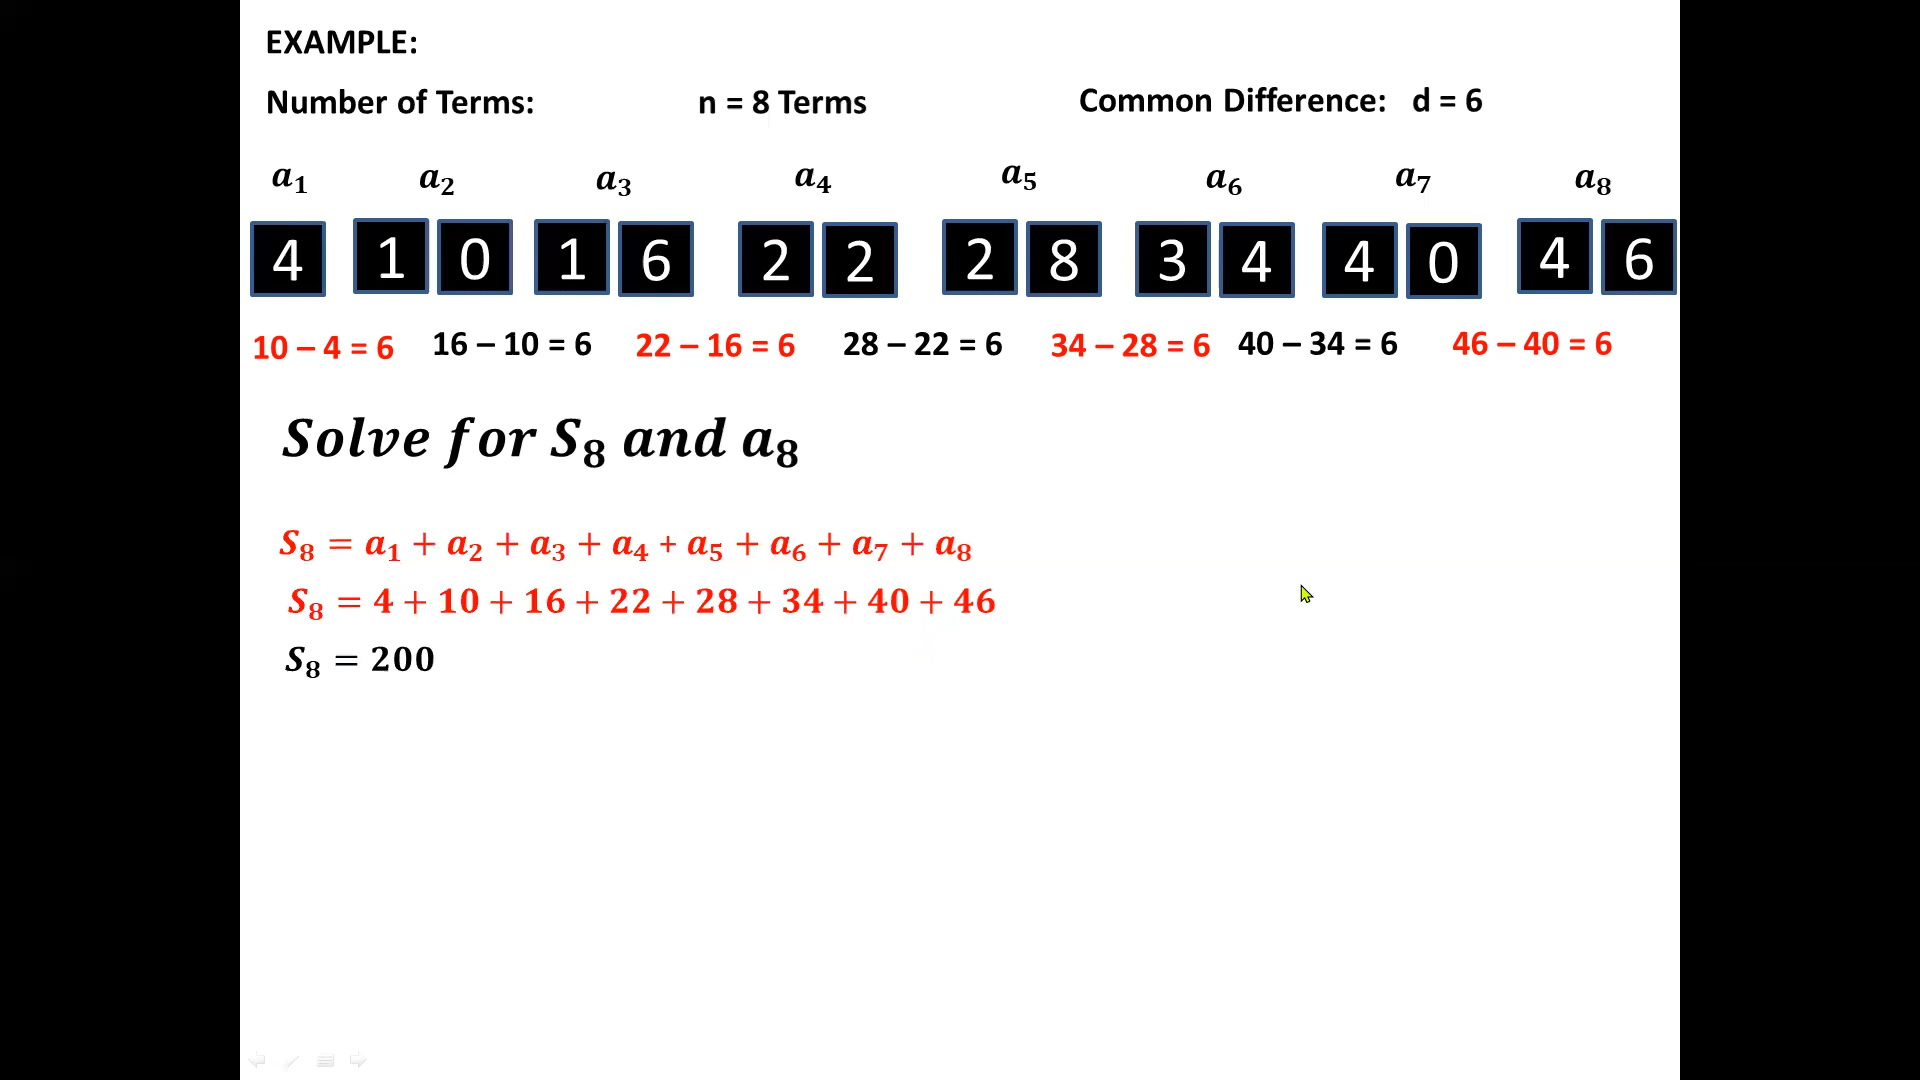 EXAMPLE:
Number of Terms: n = 8 Terms Common Difference: d = 6
a₁ a₂ a₃ a₄ a₅ a₆ a₇ a₈
4 1 0 1 6 2 2 2 8 3 4 4 0 4 6
10 – 4 = 6 16 – 10 = 6 22 – 16 = 6 28 – 22 = 6 34 – 28 = 6 40 – 34 = 6 46 – 40 = 6
Solve for S₈ and a₈
S₈ = a₁ + a₂ + a₃ + a₄ + a₅ + a₆ + a₇ + a₈
S₈ = 4 + 10 + 16 + 22 + 28 + 34 + 40 + 46
S₈ = 200